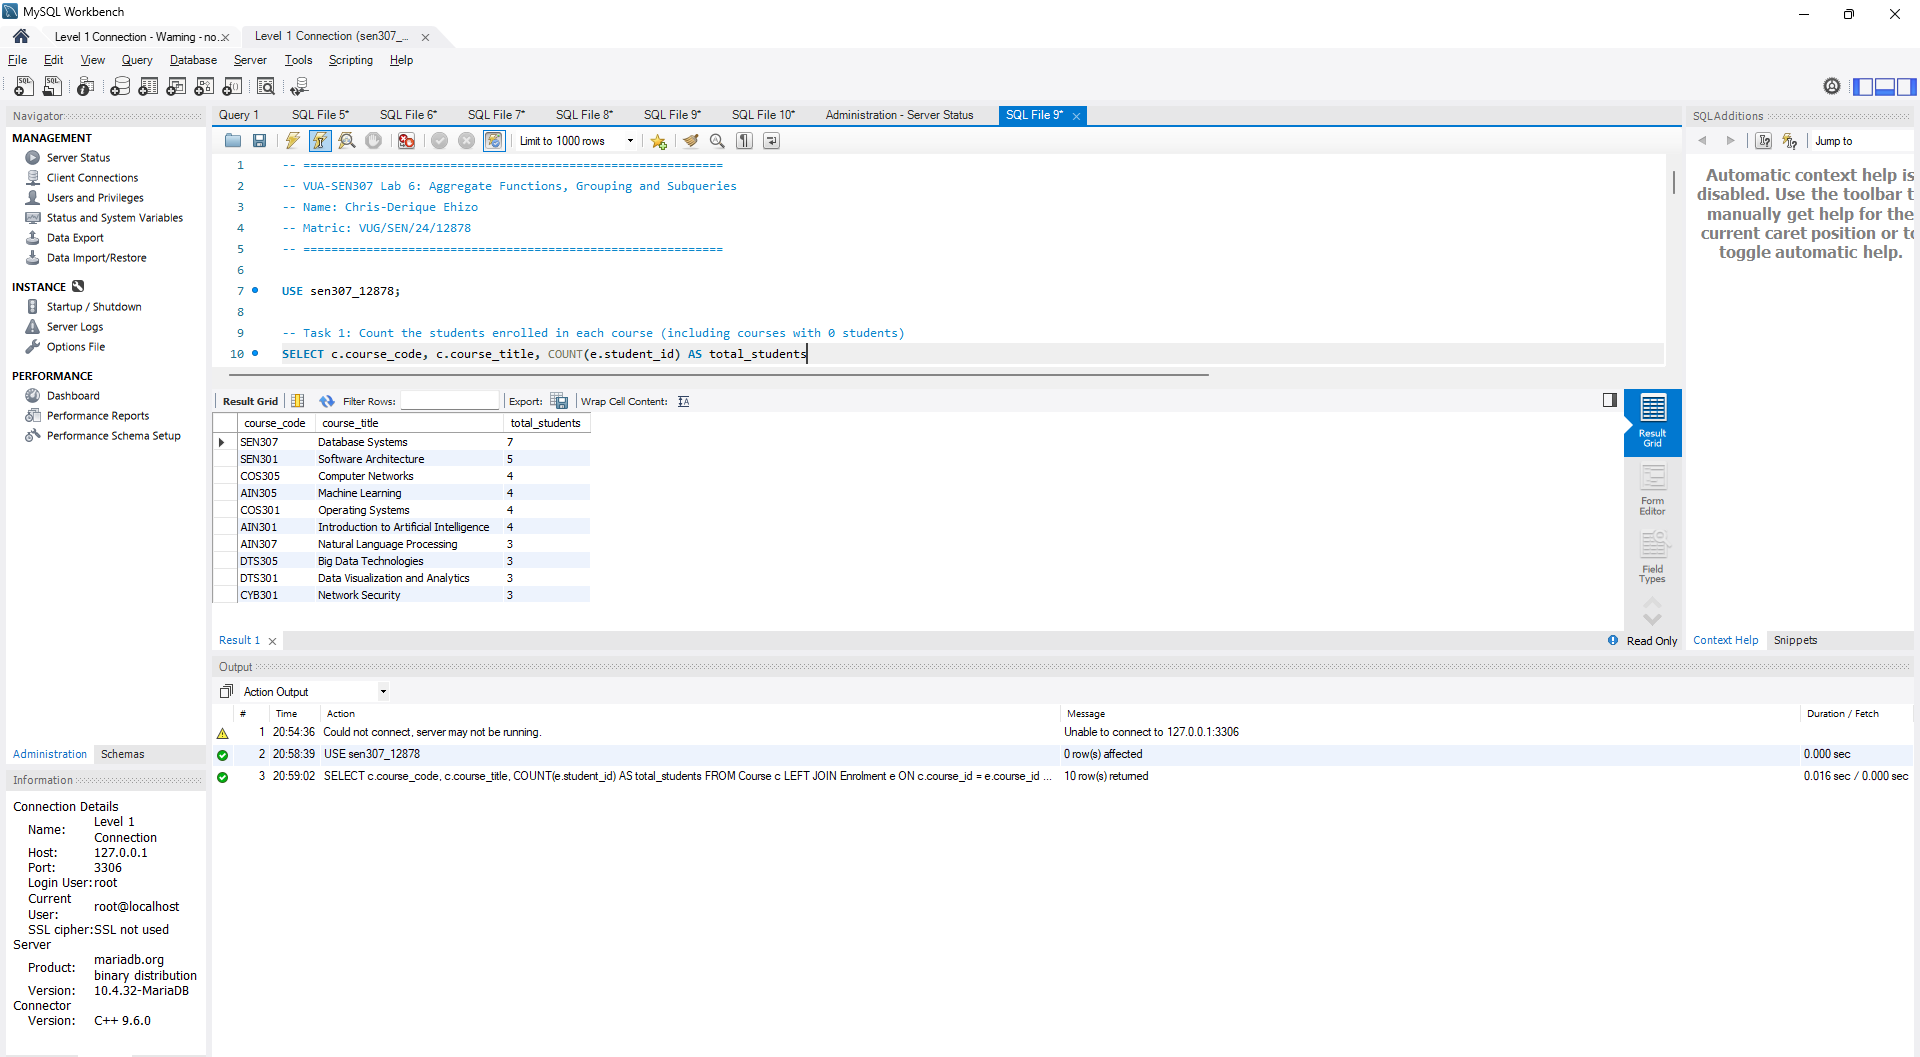 MySQL Workbench
Level 1 Connection - Warning - no...
Level 1 Connection (sen307_...
File Edit View Query Database Server Tools Scripting Help
Navigator
MANAGEMENT
Server Status
Client Connections
Users and Privileges
Status and System Variables
Data Export
Data Import/Restore
INSTANCE
Startup / Shutdown
Server Logs
Options File
PERFORMANCE
Dashboard
Performance Reports
Performance Schema Setup
Administration Schemas
Information
Connection Details
Name: Level 1 Connection
Host: 127.0.0.1
Port: 3306
Login User: root
Current User: root@localhost
SSL cipher: SSL not used
Server
Product: mariadb.org binary distribution
Version: 10.4.32-MariaDB
Connector
Version: C++ 9.6.0
Query 1 SQL File 5* SQL File 6* SQL File 7* SQL File 8* SQL File 9* SQL File 10* Administration - Server Status SQL File 9*
Limit to 1000 rows
1 -- ============================================================
2 -- VUA-SEN307 Lab 6: Aggregate Functions, Grouping and Subqueries
3 -- Name: Chris-Derique Ehizo
4 -- Matric: VUG/SEN/24/12878
5 -- ============================================================
6
7 USE sen307_12878;
8
9 -- Task 1: Count the students enrolled in each course (including courses with 0 students)
10 SELECT c.course_code, c.course_title, COUNT(e.student_id) AS total_students
Result Grid Filter Rows: Export: Wrap Cell Content:
course_code course_title total_students
SEN307 Database Systems 7
SEN301 Software Architecture 5
COS305 Computer Networks 4
AIN305 Machine Learning 4
COS301 Operating Systems 4
AIN301 Introduction to Artificial Intelligence 4
AIN307 Natural Language Processing 3
DTS305 Big Data Technologies 3
DTS301 Data Visualization and Analytics 3
CYB301 Network Security 3
Result Grid
Form Editor
Field Types
Result 1
Read Only
Output
Action Output
# Time Action Message Duration / Fetch
1 20:54:36 Could not connect, server may not be running. Unable to connect to 127.0.0.1:3306
2 20:58:39 USE sen307_12878 0 row(s) affected 0.000 sec
3 20:59:02 SELECT c.course_code, c.course_title, COUNT(e.student_id) AS total_students FROM Course c LEFT JOIN Enrolment e ON c.course_id = e.course_id ... 10 row(s) returned 0.016 sec / 0.000 sec
SQLAdditions
Jump to
Automatic context help is
disabled. Use the toolbar t
manually get help for the
current caret position or to
toggle automatic help.
Context Help Snippets